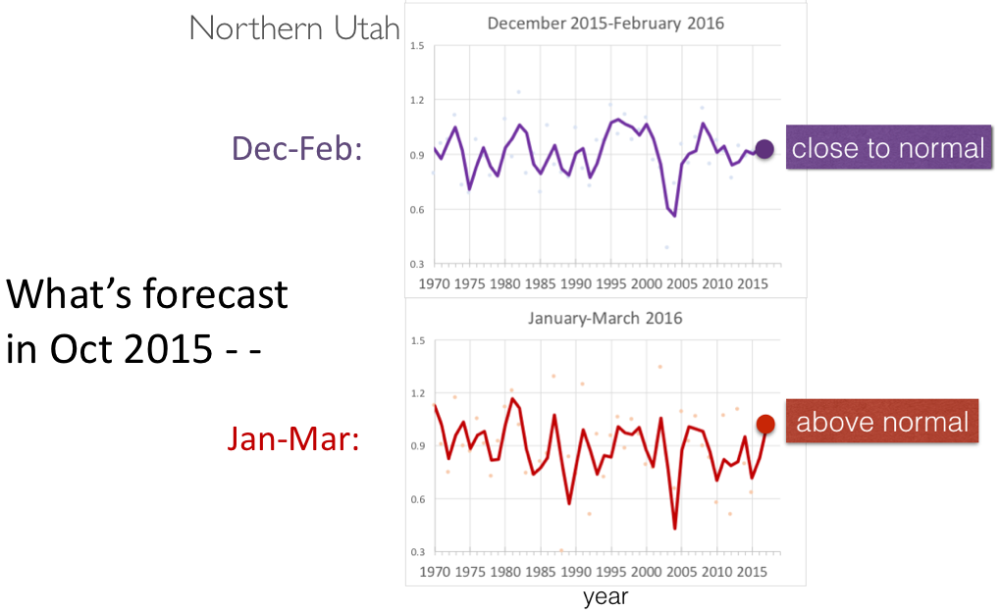 Northern Utah
December 2015-February 2016
1.5
1.2
0.9
0.6
0.3
1970 1975 1980 1985 1990 1995 2000 2005 2010 2015
Dec-Feb:
close to normal
What's forecast
in Oct 2015 - -
January-March 2016
1.5
1.2
0.9
0.6
0.3
1970 1975 1980 1985 1990 1995 2000 2005 2010 2015
Jan-Mar:
above normal
year